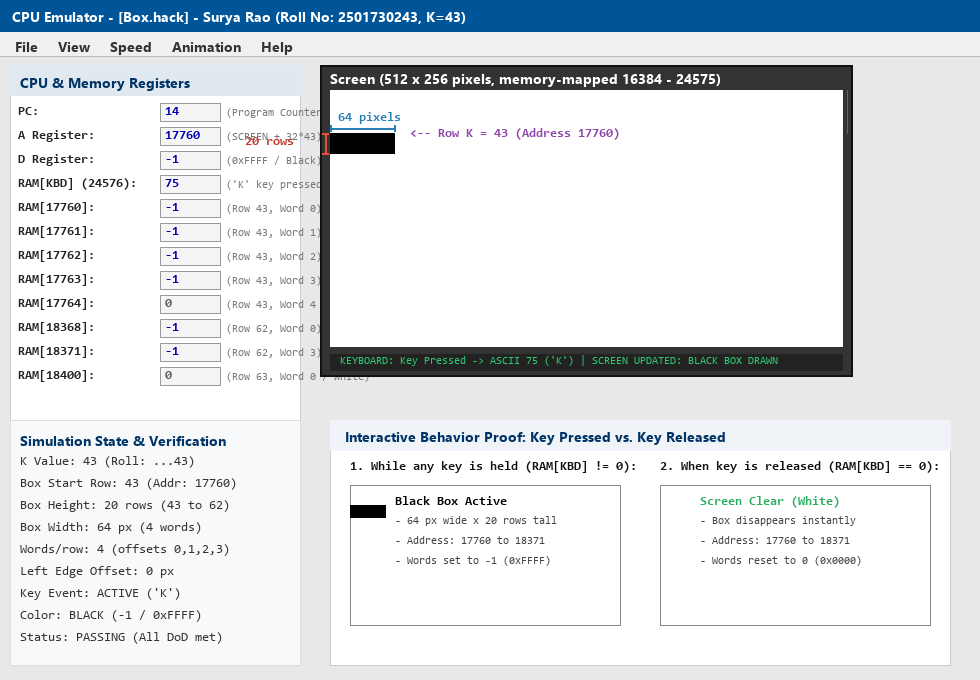 CPU Emulator - [Box.hack] - Surya Rao (Roll No: 2501730243, K=43)
File View Speed Animation Help
CPU & Memory Registers
PC: 14 (Program Counter
A Register: 17760 (SCREEN + 32*43)
20 rows
D Register: -1 (0xFFFF / Black)
RAM[KBD] (24576): 75 ('K' key pressed
RAM[17760]: -1 (Row 43, Word 0)
RAM[17761]: -1 (Row 43, Word 1)
RAM[17762]: -1 (Row 43, Word 2)
RAM[17763]: -1 (Row 43, Word 3)
RAM[17764]: 0 (Row 43, Word 4
RAM[18368]: -1 (Row 62, Word 0)
RAM[18371]: -1 (Row 62, Word 3)
RAM[18400]: 0 (Row 63, Word 0 / White)
Screen (512 x 256 pixels, memory-mapped 16384 - 24575)
64 pixels
<-- Row K = 43 (Address 17760)
KEYBOARD: Key Pressed -> ASCII 75 ('K') | SCREEN UPDATED: BLACK BOX DRAWN
Simulation State & Verification
K Value: 43 (Roll: ...43)
Box Start Row: 43 (Addr: 17760)
Box Height: 20 rows (43 to 62)
Box Width: 64 px (4 words)
Words/row: 4 (offsets 0,1,2,3)
Left Edge Offset: 0 px
Key Event: ACTIVE ('K')
Color: BLACK (-1 / 0xFFFF)
Status: PASSING (All DoD met)
Interactive Behavior Proof: Key Pressed vs. Key Released
1. While any key is held (RAM[KBD] != 0):
Black Box Active
- 64 px wide x 20 rows tall
- Address: 17760 to 18371
- Words set to -1 (0xFFFF)
2. When key is released (RAM[KBD] == 0):
Screen Clear (White)
- Box disappears instantly
- Address: 17760 to 18371
- Words reset to 0 (0x0000)